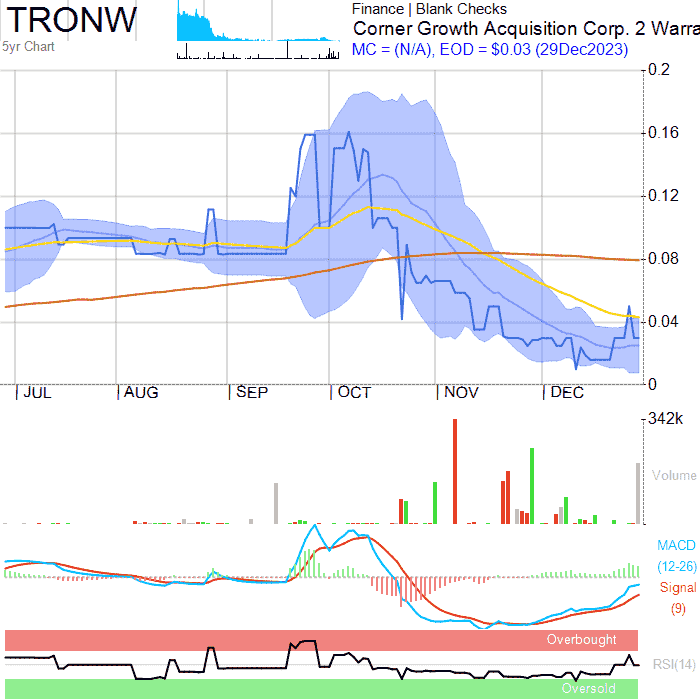 TRONW
5yr Chart
Finance | Blank Checks
Corner Growth Acquisition Corp. 2 Warra
MC = (N/A), EOD = $0.03 (29Dec2023)
0.2
0.16
0.12
0.08
0.04
0
JUL AUG SEP OCT NOV DEC
342k
Volume
MACD
(12-26)
Signal
(9)
Overbought
RSI(14)
Oversold